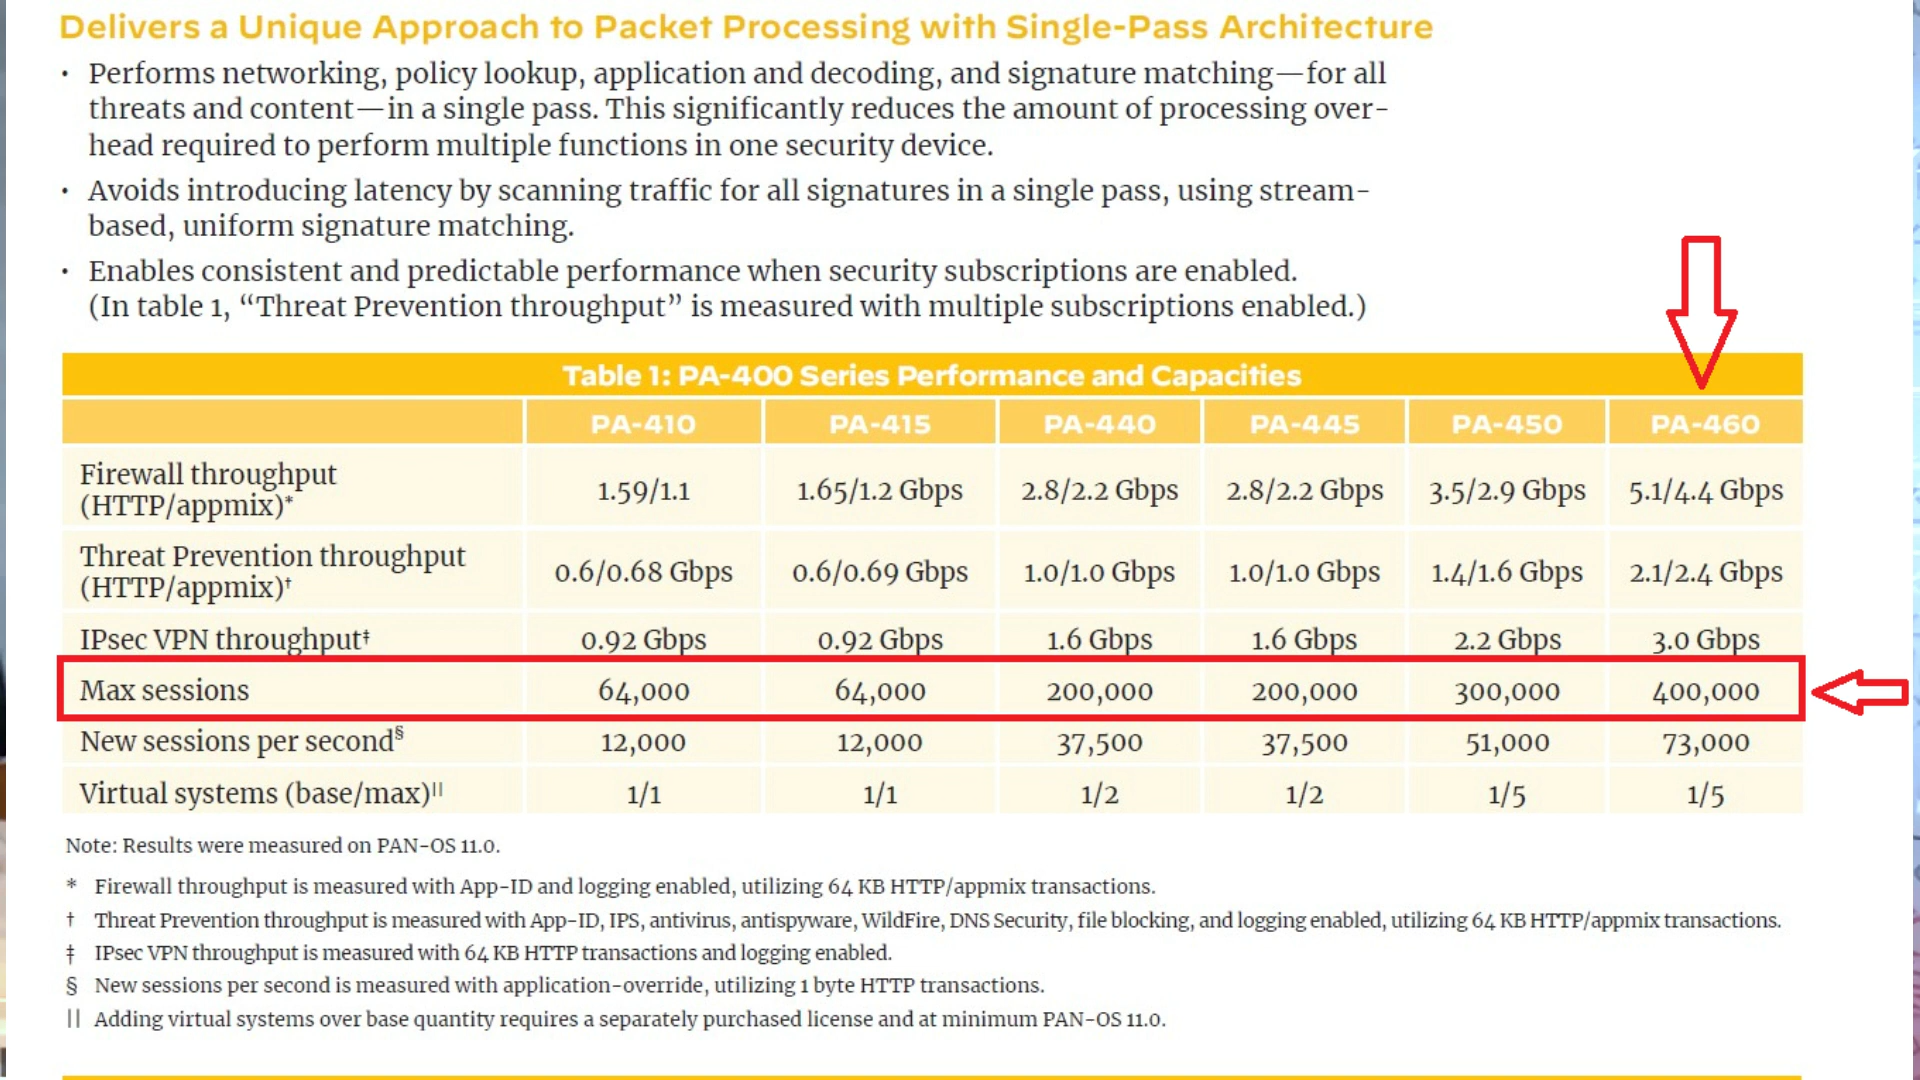 Delivers a Unique Approach to Packet Processing with Single-Pass Architecture
• Performs networking, policy lookup, application and decoding, and signature matching—for all
threats and content—in a single pass. This significantly reduces the amount of processing over-
head required to perform multiple functions in one security device.
• Avoids introducing latency by scanning traffic for all signatures in a single pass, using stream-
based, uniform signature matching.
• Enables consistent and predictable performance when security subscriptions are enabled.
(In table 1, “Threat Prevention throughput” is measured with multiple subscriptions enabled.)
Table 1: PA-400 Series Performance and Capacities
PA-410 PA-415 PA-440 PA-445 PA-450 PA-460
Firewall throughput
(HTTP/appmix)* 1.59/1.1 1.65/1.2 Gbps 2.8/2.2 Gbps 2.8/2.2 Gbps 3.5/2.9 Gbps 5.1/4.4 Gbps
Threat Prevention throughput
(HTTP/appmix)† 0.6/0.68 Gbps 0.6/0.69 Gbps 1.0/1.0 Gbps 1.0/1.0 Gbps 1.4/1.6 Gbps 2.1/2.4 Gbps
IPsec VPN throughput‡ 0.92 Gbps 0.92 Gbps 1.6 Gbps 1.6 Gbps 2.2 Gbps 3.0 Gbps
Max sessions 64,000 64,000 200,000 200,000 300,000 400,000
New sessions per second§ 12,000 12,000 37,500 37,500 51,000 73,000
Virtual systems (base/max)|| 1/1 1/1 1/2 1/2 1/5 1/5
Note: Results were measured on PAN-OS 11.0.
* Firewall throughput is measured with App-ID and logging enabled, utilizing 64 KB HTTP/appmix transactions.
† Threat Prevention throughput is measured with App-ID, IPS, antivirus, antispyware, WildFire, DNS Security, file blocking, and logging enabled, utilizing 64 KB HTTP/appmix transactions.
‡ IPsec VPN throughput is measured with 64 KB HTTP transactions and logging enabled.
§ New sessions per second is measured with application-override, utilizing 1 byte HTTP transactions.
|| Adding virtual systems over base quantity requires a separately purchased license and at minimum PAN-OS 11.0.